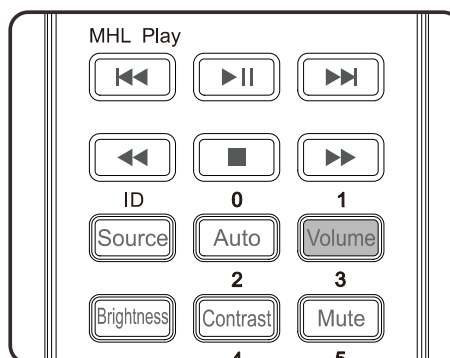 MHL Play
ID 0 1
Source Auto Volume
2 3
Brightness Contrast Mute
4 5